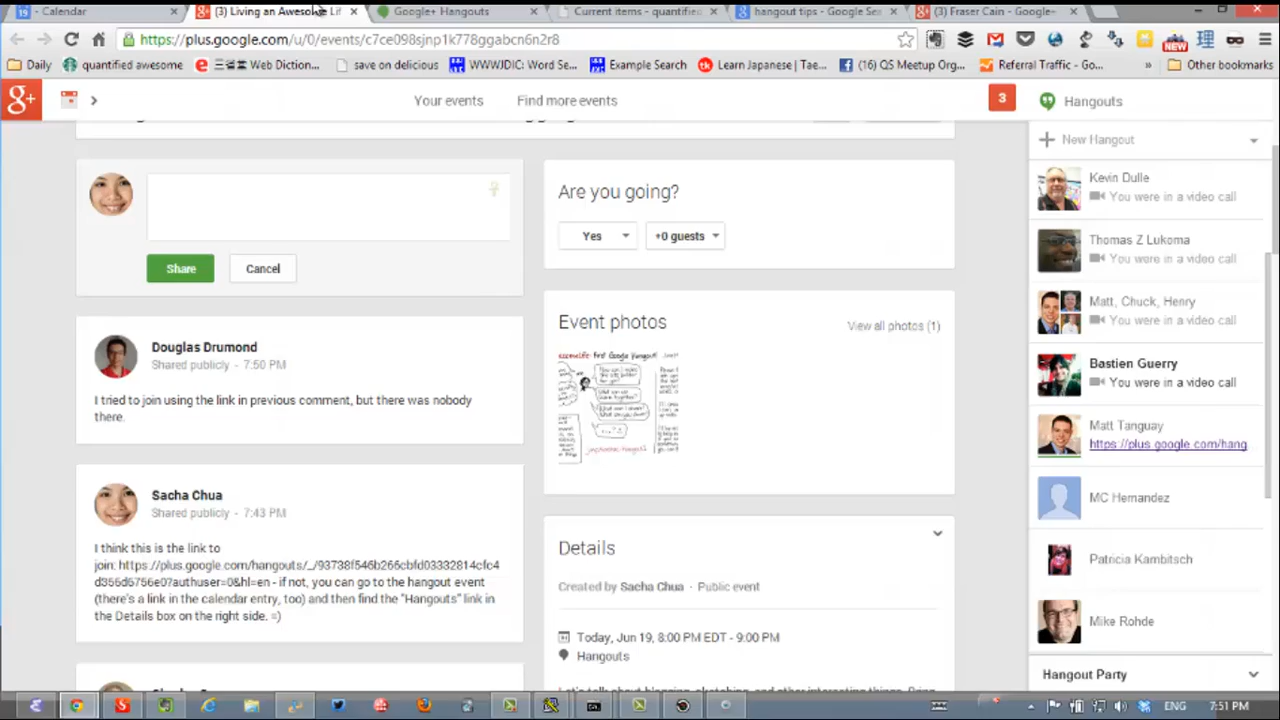 - Calendar
(3) Living an Awesome Lif
Google+ Hangouts
Current items - quantified
hangout tips - Google Se
(3) Fraser Cain - Google+
https://plus.google.com/u/0/events/c7ce098sjnp1k778ggabcn6n2r8
Daily
quantified awesome
三省堂 Web Diction...
save on delicious
WWWJDIC: Word Se...
Example Search
Learn Japanese | Tae...
(16) QS Meetup Org...
Referral Traffic - Go...
»
Other bookmarks
NEW
g+
Your events
Find more events
3
Hangouts
New Hangout
Share
Cancel
Are you going?
Yes
+0 guests
Douglas Drumond
Shared publicly - 7:50 PM
I tried to join using the link in previous comment, but there was nobody
there.
Event photos
View all photos (1)
first Google Hangout
Sacha Chua
Shared publicly - 7:43 PM
I think this is the link to
join: https://plus.google.com/hangouts/_/93738f546b266cbfd03332814cfc4
d356d6756e0?authuser=0&hl=en - if not, you can go to the hangout event
(there's a link in the calendar entry, too) and then find the "Hangouts" link in
the Details box on the right side. =)
Details
Created by Sacha Chua · Public event
Today, Jun 19, 8:00 PM EDT - 9:00 PM
Hangouts
Kevin Dulle
You were in a video call
Thomas Z Lukoma
You were in a video call
Matt, Chuck, Henry
You were in a video call
Bastien Guerry
You were in a video call
Matt Tanguay
https://plus.google.com/hang
MC Hernandez
Patricia Kambitsch
Mike Rohde
Hangout Party
ENG
7:51 PM